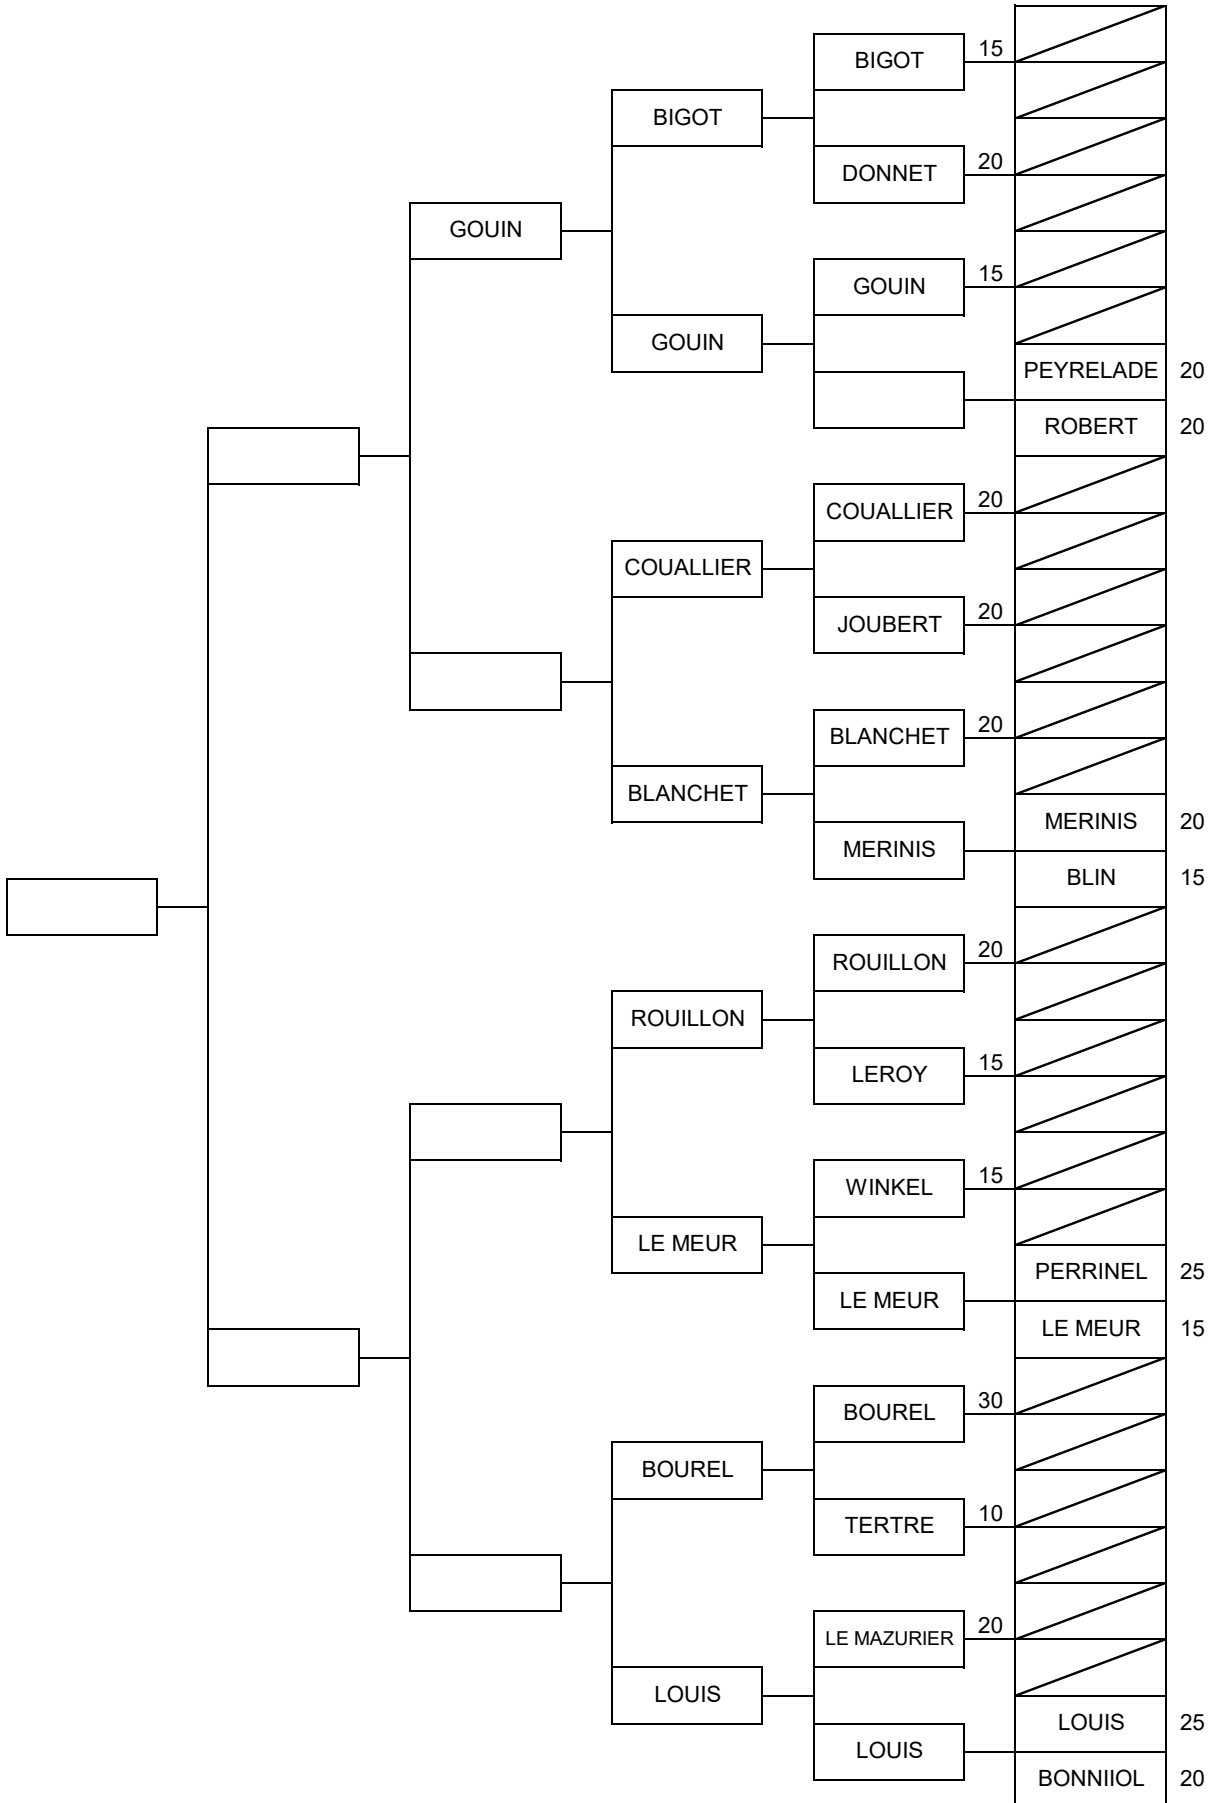 BIGOT 15
BIGOT
DONNET 20
GOUIN
GOUIN 15
GOUIN
PEYRELADE 20
ROBERT 20
COUALLIER 20
COUALLIER
JOUBERT 20
BLANCHET 20
BLANCHET
MERINIS 20
MERINIS
BLIN 15
ROUILLON 20
ROUILLON
LEROY 15
WINKEL 15
LE MEUR
PERRINEL 25
LE MEUR
LE MEUR 15
BOUREL 30
BOUREL
TERTRE 10
LE MAZURIER 20
LOUIS
LOUIS 25
LOUIS
BONNIIOL 20